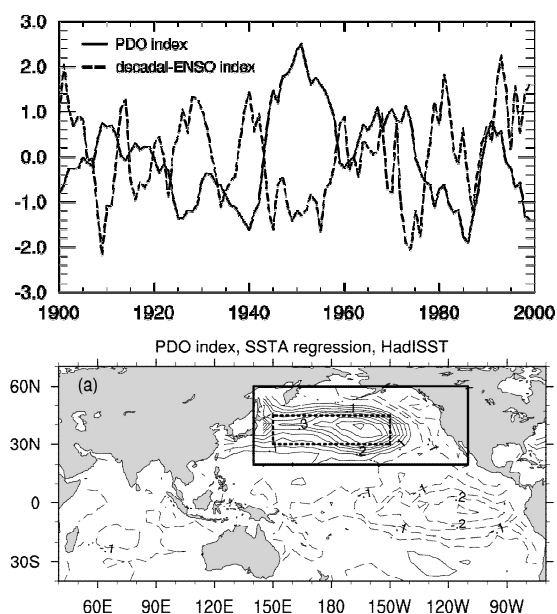 3.0
PDO index
decadal-ENSO index
2.0
1.0
0.0
-1.0
-2.0
-3.0
1900 1920 1940 1960 1980 2000
PDO index, SSTA regression, HadISST
60N (a)
30N
0
30S
60E 90E 120E 150E 180E 150W 120W 90W